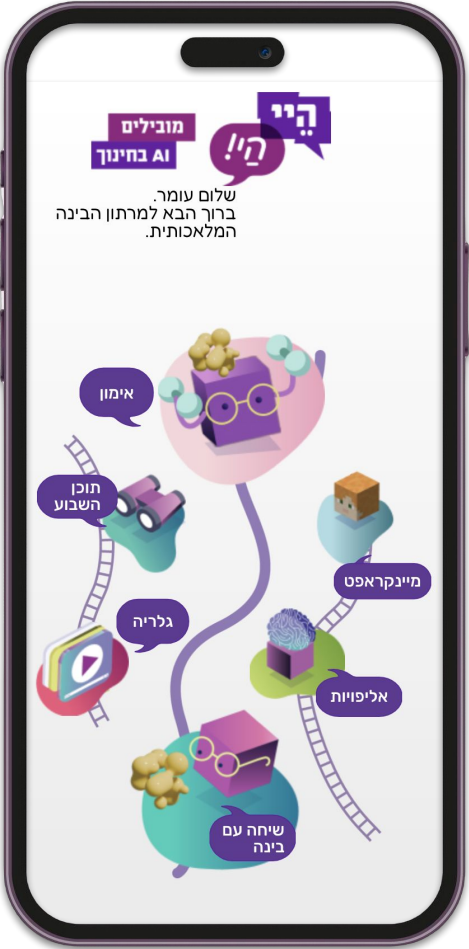 הֵיי
הַיי!
מובילים
AI בחינוך
שלום עומר.
ברוך הבא למרתון הבינה
המלאכותית.
אימון
תוכן
השבוע
מיינקראפט
גלריה
אליפויות
שיחה עם
בינה